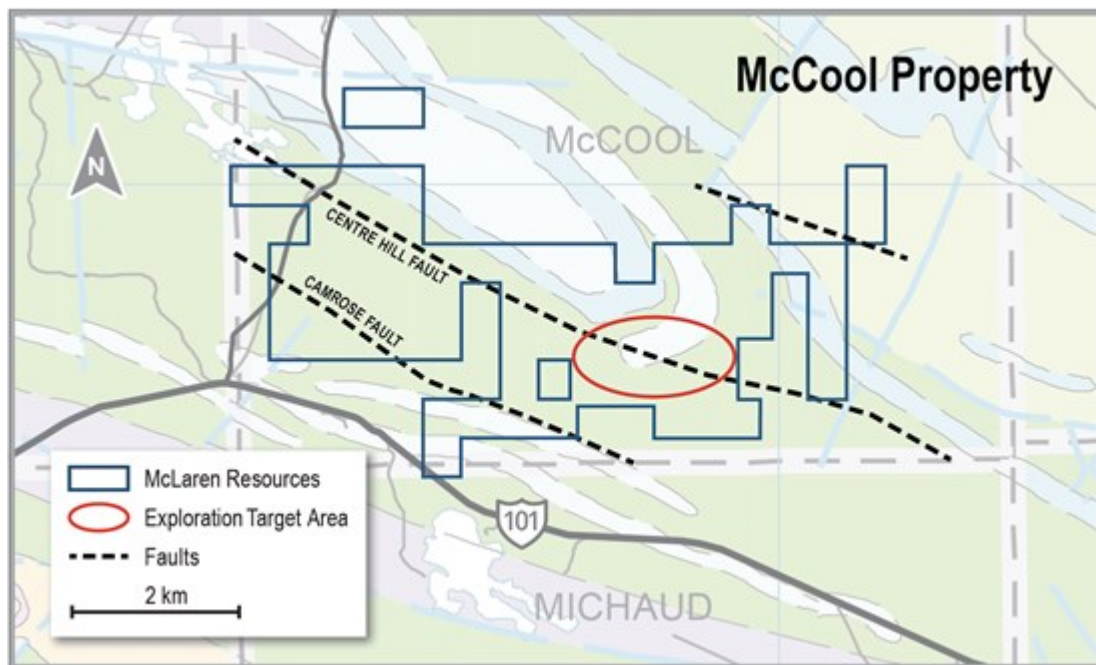 McCool Property
McCOOL
N
CENTRE HILL FAULT
CAMROSE FAULT
McLaren Resources
Exploration Target Area
Faults
2 km
101
MICHAUD